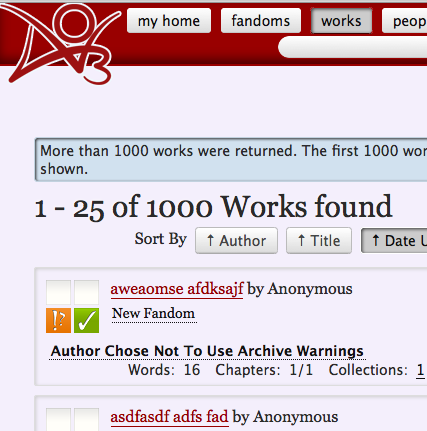 my home fandoms works peop
More than 1000 works were returned. The first 1000 wor
shown.
1 - 25 of 1000 Works found
Sort By ↑ Author ↑ Title ↑ Date U
aweaomse afdksajf by Anonymous
New Fandom
!?
Author Chose Not To Use Archive Warnings
Words: 16 Chapters: 1/1 Collections: 1
asdfasdf adfs fad by Anonymous